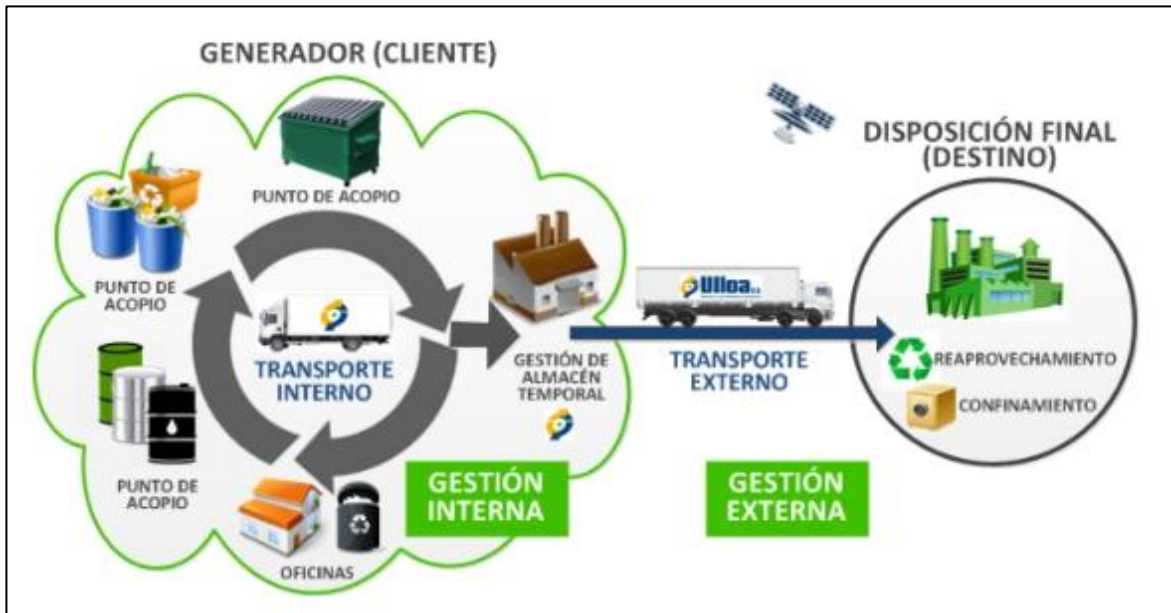 GENERADOR (CLIENTE)
PUNTO DE ACOPIO
PUNTO DE
ACOPIO
TRANSPORTE
INTERNO
PUNTO DE
ACOPIO
OFICINAS
GESTIÓN DE
ALMACÉN
TEMPORAL
GESTIÓN
INTERNA
Ulloa S.A.
TRANSPORTE
EXTERNO
GESTIÓN
EXTERNA
DISPOSICIÓN FINAL
(DESTINO)
REAPROVECHAMIENTO
CONFINAMIENTO